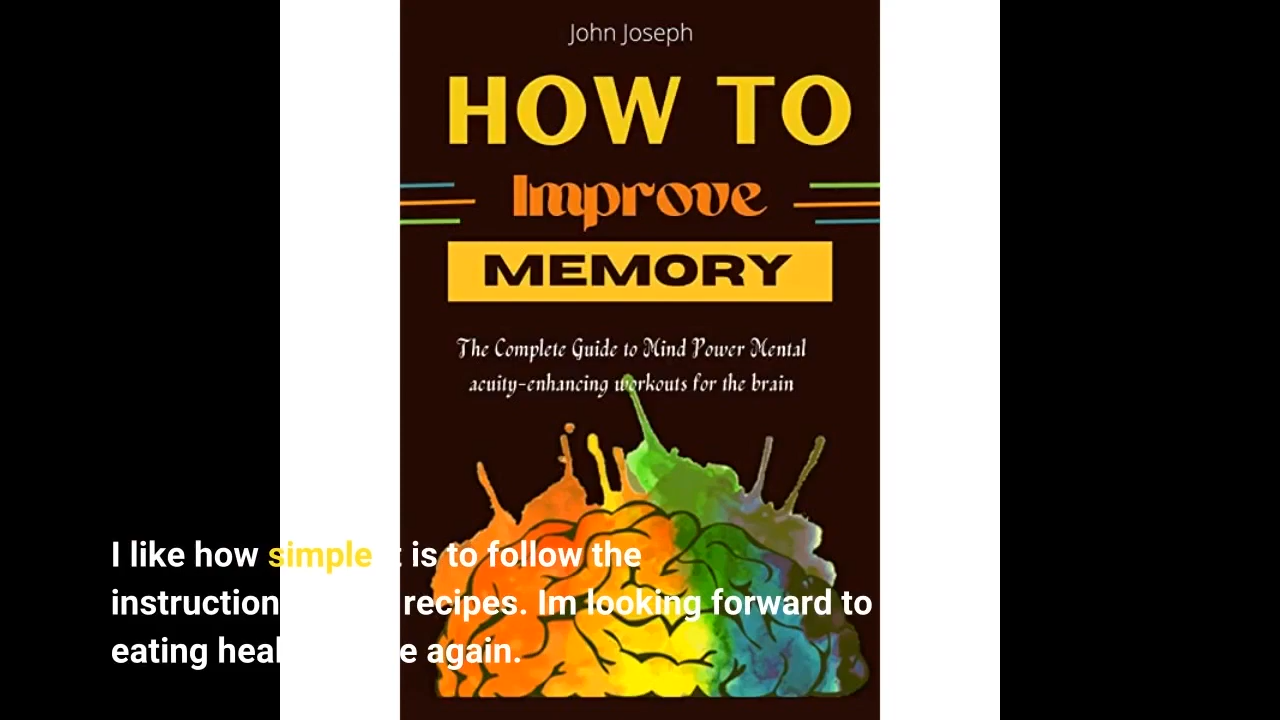 John Joseph
HOW TO
Improve
MEMORY
The Complete Guide to Mind Power Mental
acuity-enhancing workouts for the brain
I like how simple is to follow the
instruction recipes. Im looking forward to
eating again.